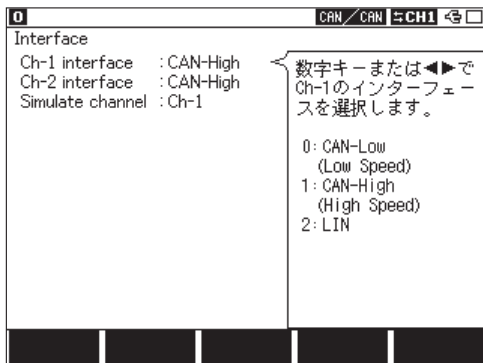 0
CAN/CAN ⇆CH1
Interface
Ch-1 interface :CAN-High
Ch-2 interface :CAN-High
Simulate channel :Ch-1
数字キーまたは◀▶で
Ch-1のインターフェー
スを選択します。
0:CAN-Low
(Low Speed)
1:CAN-High
(High Speed)
2:LIN